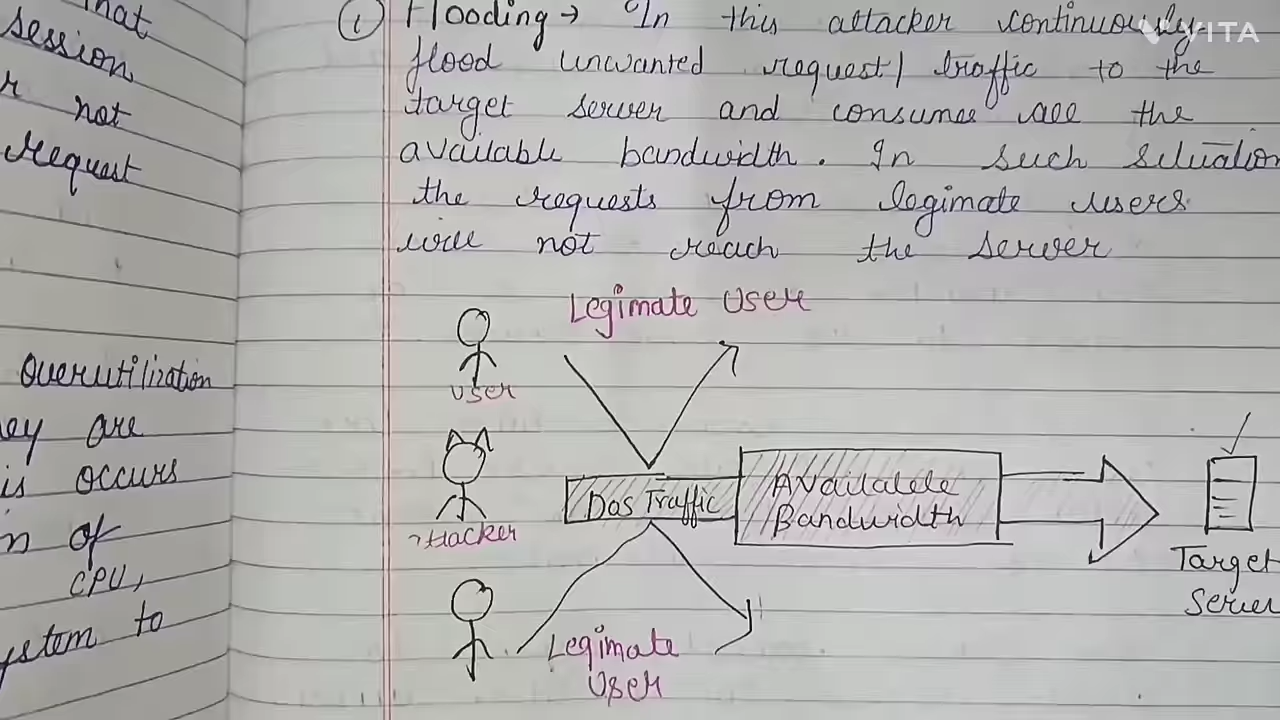 that
session
r not
request
overutilization
ey are
is occurs
n of
CPU,
ystem to
① Flooding → In this attacker continuously
flood unwanted request/ traffic to the
target server and consumes all the
available bandwidth. In such situation
the requests from legimate users
will not reach the server
Legimate User
User
Attacker
Dos Traffic
Available
Bandwidth
Target
Server
Legimate
User
VITA